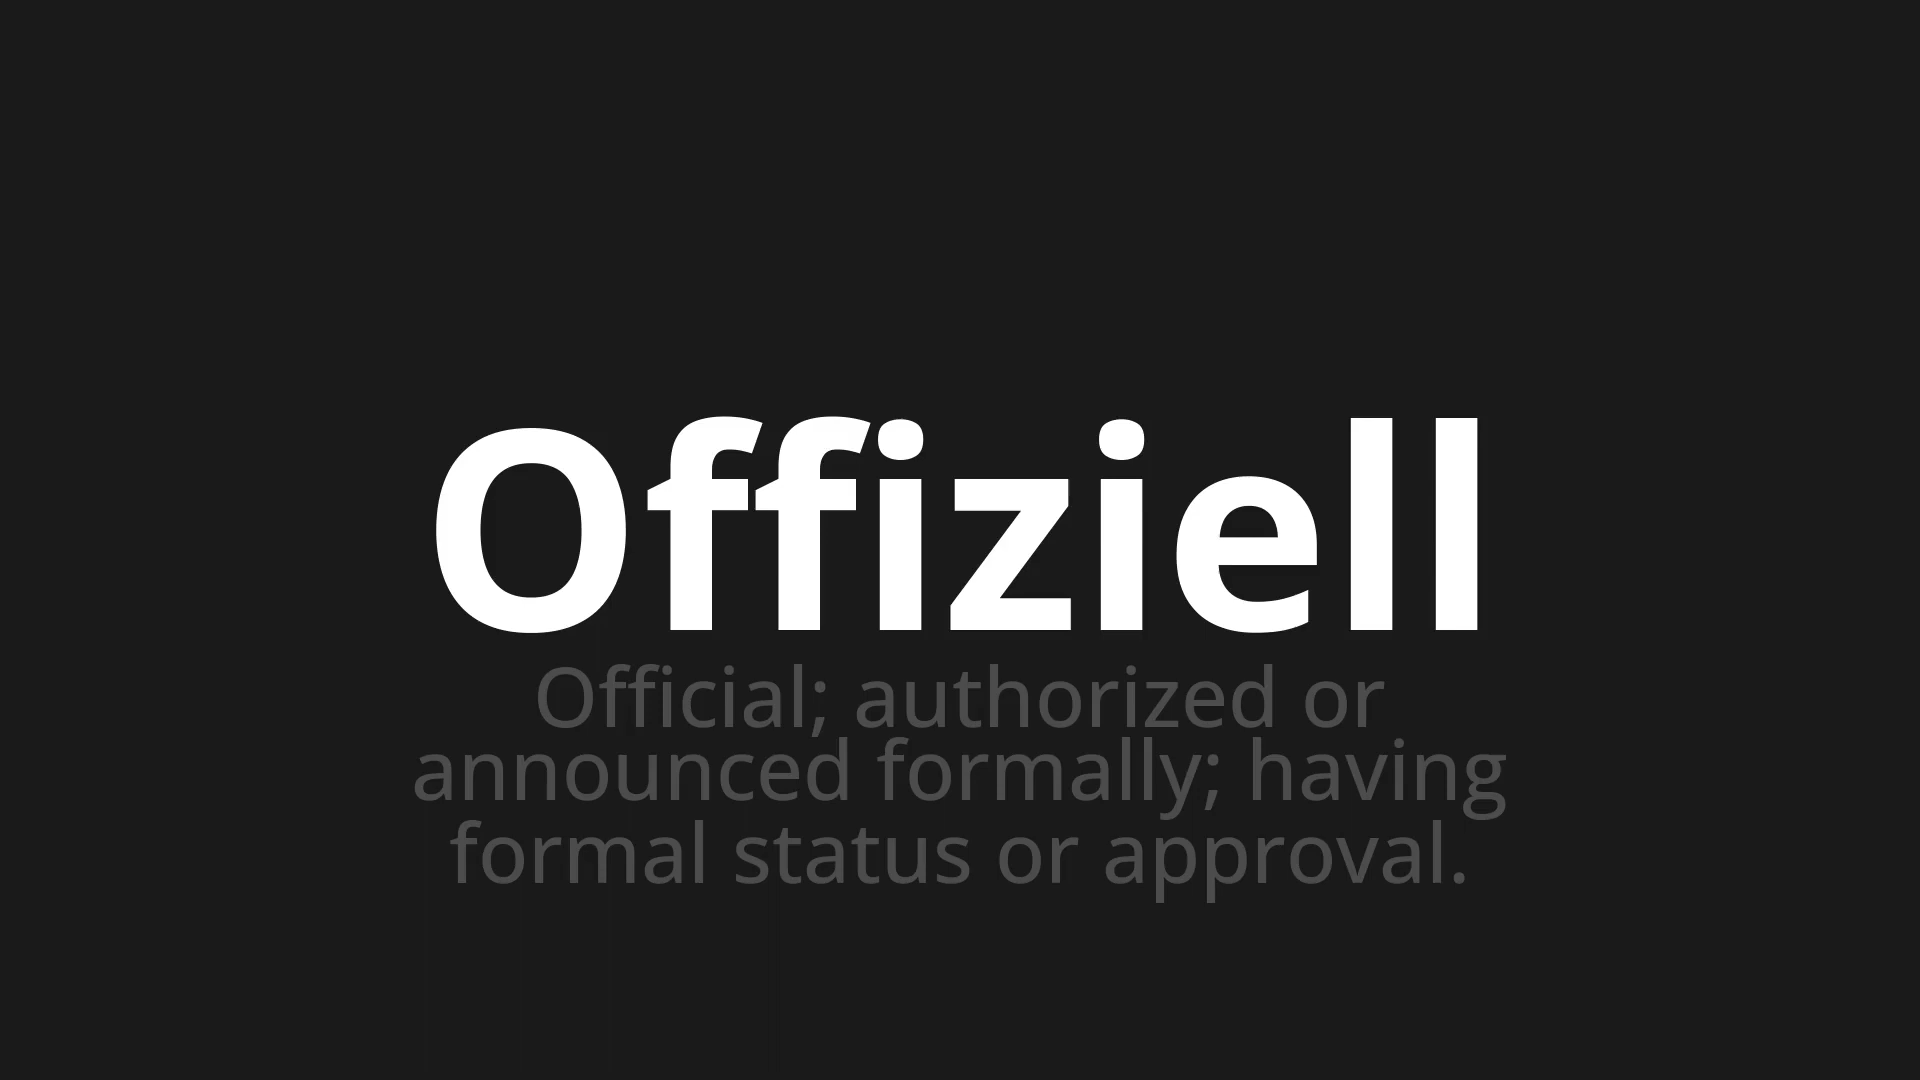 Offiziell
Official; authorized or
announced formally; having
formal status or approval.